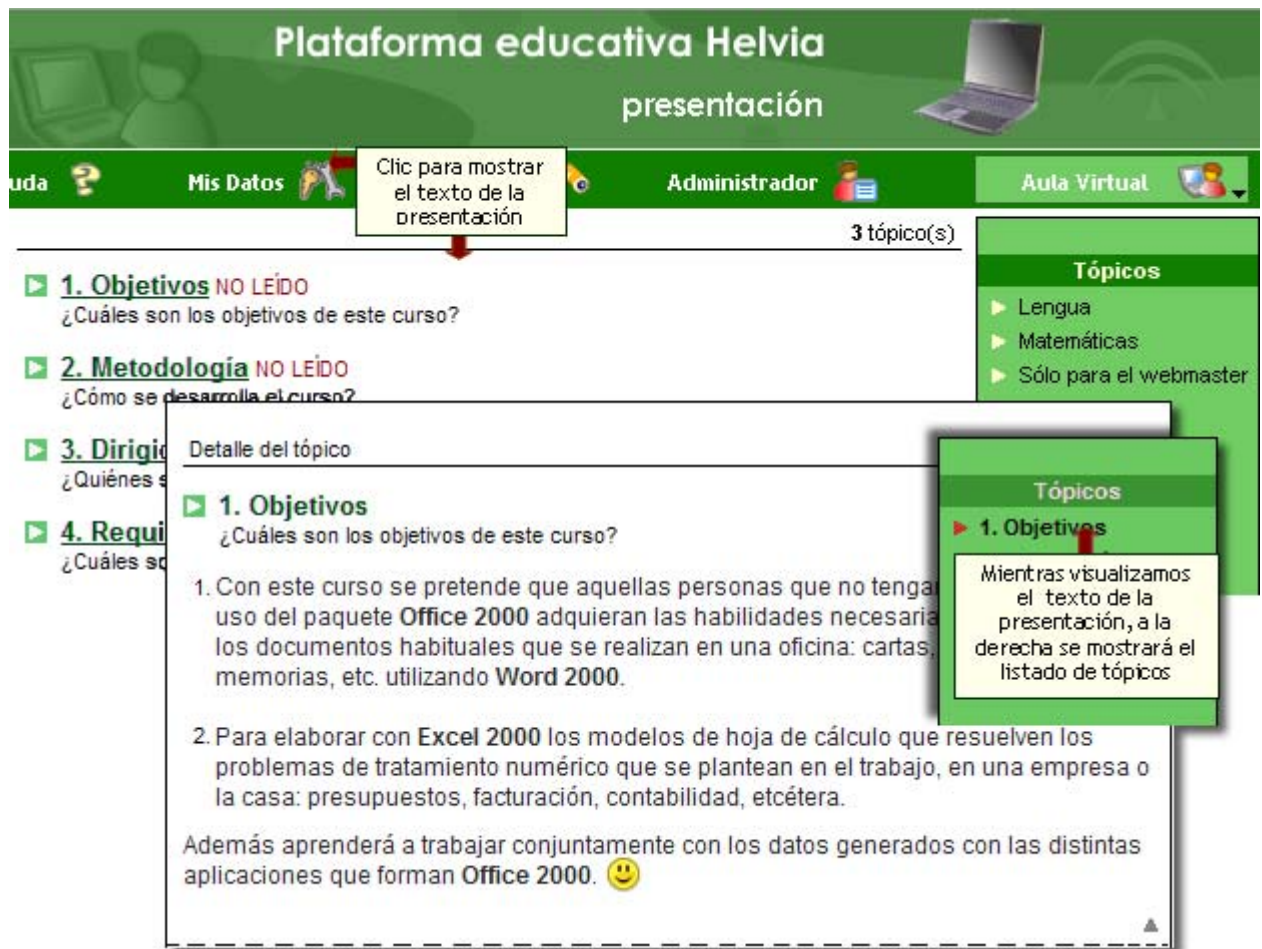 Plataforma educativa Helvia
presentación
uda
Mis Datos
Administrador
Aula Virtual
Clic para mostrar
el texto de la
presentación
3 tópico(s)
Tópicos
Lengua
Matemáticas
Sólo para el webmaster
1. Objetivos NO LEÍDO
¿Cuáles son los objetivos de este curso?
2. Metodología NO LEÍDO
¿Cómo se desarrolla el curso?
3. Dirigi
¿Quiénes s
4. Requi
¿Cuáles
Detalle del tópico
1. Objetivos
¿Cuáles son los objetivos de este curso?
1. Con este curso se pretende que aquellas personas que no tengan
uso del paquete Office 2000 adquieran las habilidades necesaria
los documentos habituales que se realizan en una oficina: cartas,
memorias, etc. utilizando Word 2000.
2. Para elaborar con Excel 2000 los modelos de hoja de cálculo que resuelven los
problemas de tratamiento numérico que se plantean en el trabajo, en una empresa o
la casa: presupuestos, facturación, contabilidad, etcétera.
Además aprenderá a trabajar conjuntamente con los datos generados con las distintas
aplicaciones que forman Office 2000.
Tópicos
1. Objetivos
Mientras visualizamos
el texto de la
presentación, a la
derecha se mostrará el
listado de tópicos